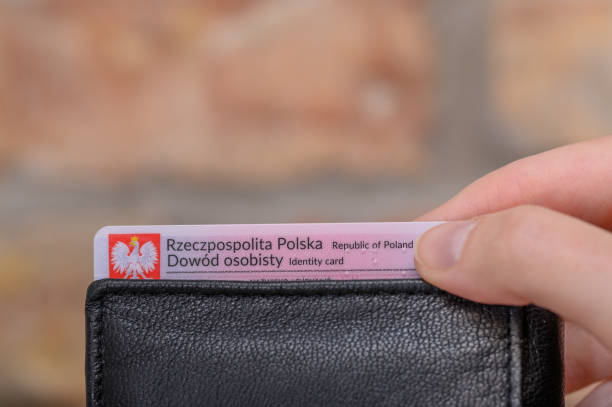 Rzeczpospolita Polska Republic of Poland
Dowód osobisty Identity card